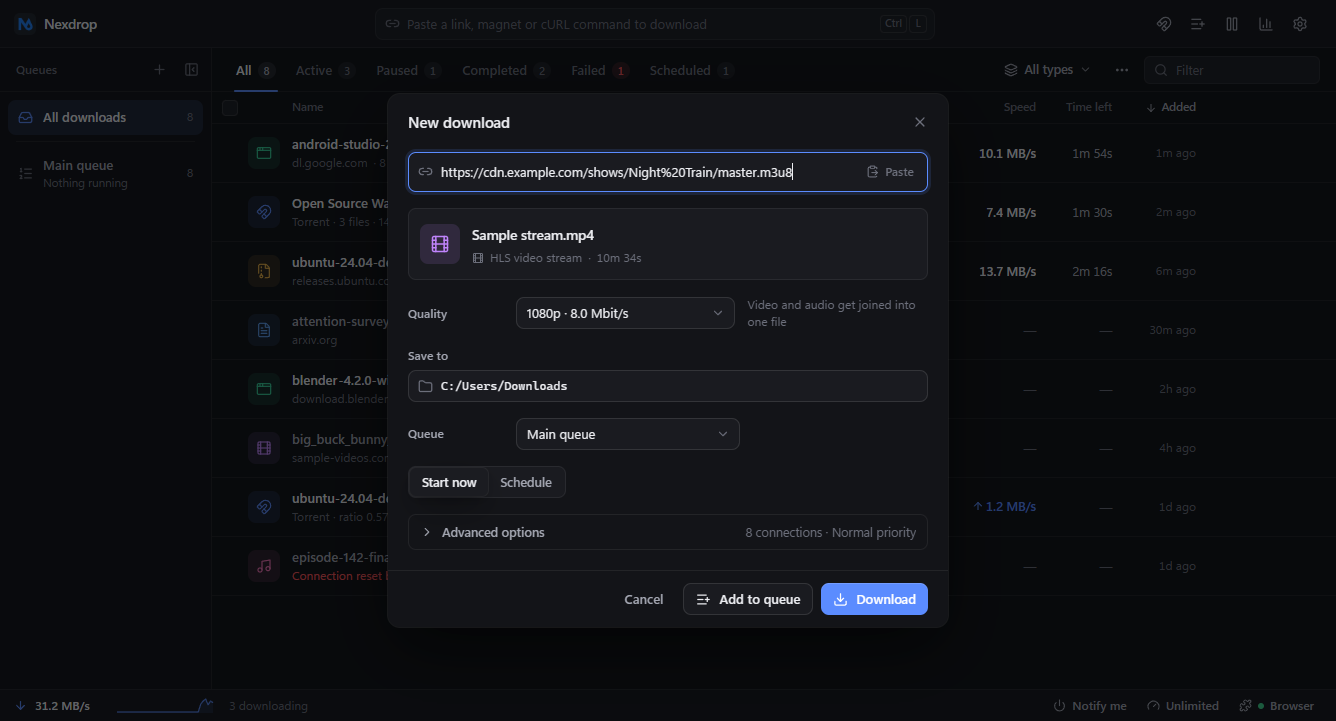 Nexdrop
Paste a link, magnet or cURL command to download
Ctrl L
Queues
All 8 Active 3 Paused 1 Completed 2 Failed 1 Scheduled 1
All types
Filter
All downloads 8
Main queue 8
Nothing running
Name Speed Time left Added
android-studio-2
dl.google.com · 8
10.1 MB/s 1m 54s 1m ago
Open Source Wa
Torrent · 3 files · 14
7.4 MB/s 1m 30s 2m ago
ubuntu-24.04-de
releases.ubuntu.co
13.7 MB/s 2m 16s 6m ago
attention-survey
arxiv.org
— — 30m ago
blender-4.2.0-w
download.blender
— — 2h ago
big_buck_bunny
sample-videos.com
— — 4h ago
ubuntu-24.04-de
Torrent · ratio 0.57
1.2 MB/s — 1d ago
episode-142-fina
Connection reset
— — 1d ago
New download
https://cdn.example.com/shows/Night%20Train/master.m3u8 Paste
Sample stream.mp4
HLS video stream · 10m 34s
Quality
1080p · 8.0 Mbit/s
Video and audio get joined into
one file
Save to
C:/Users/Downloads
Queue
Main queue
Start now Schedule
Advanced options 8 connections · Normal priority
Cancel Add to queue Download
31.2 MB/s 3 downloading Notify me Unlimited Browser